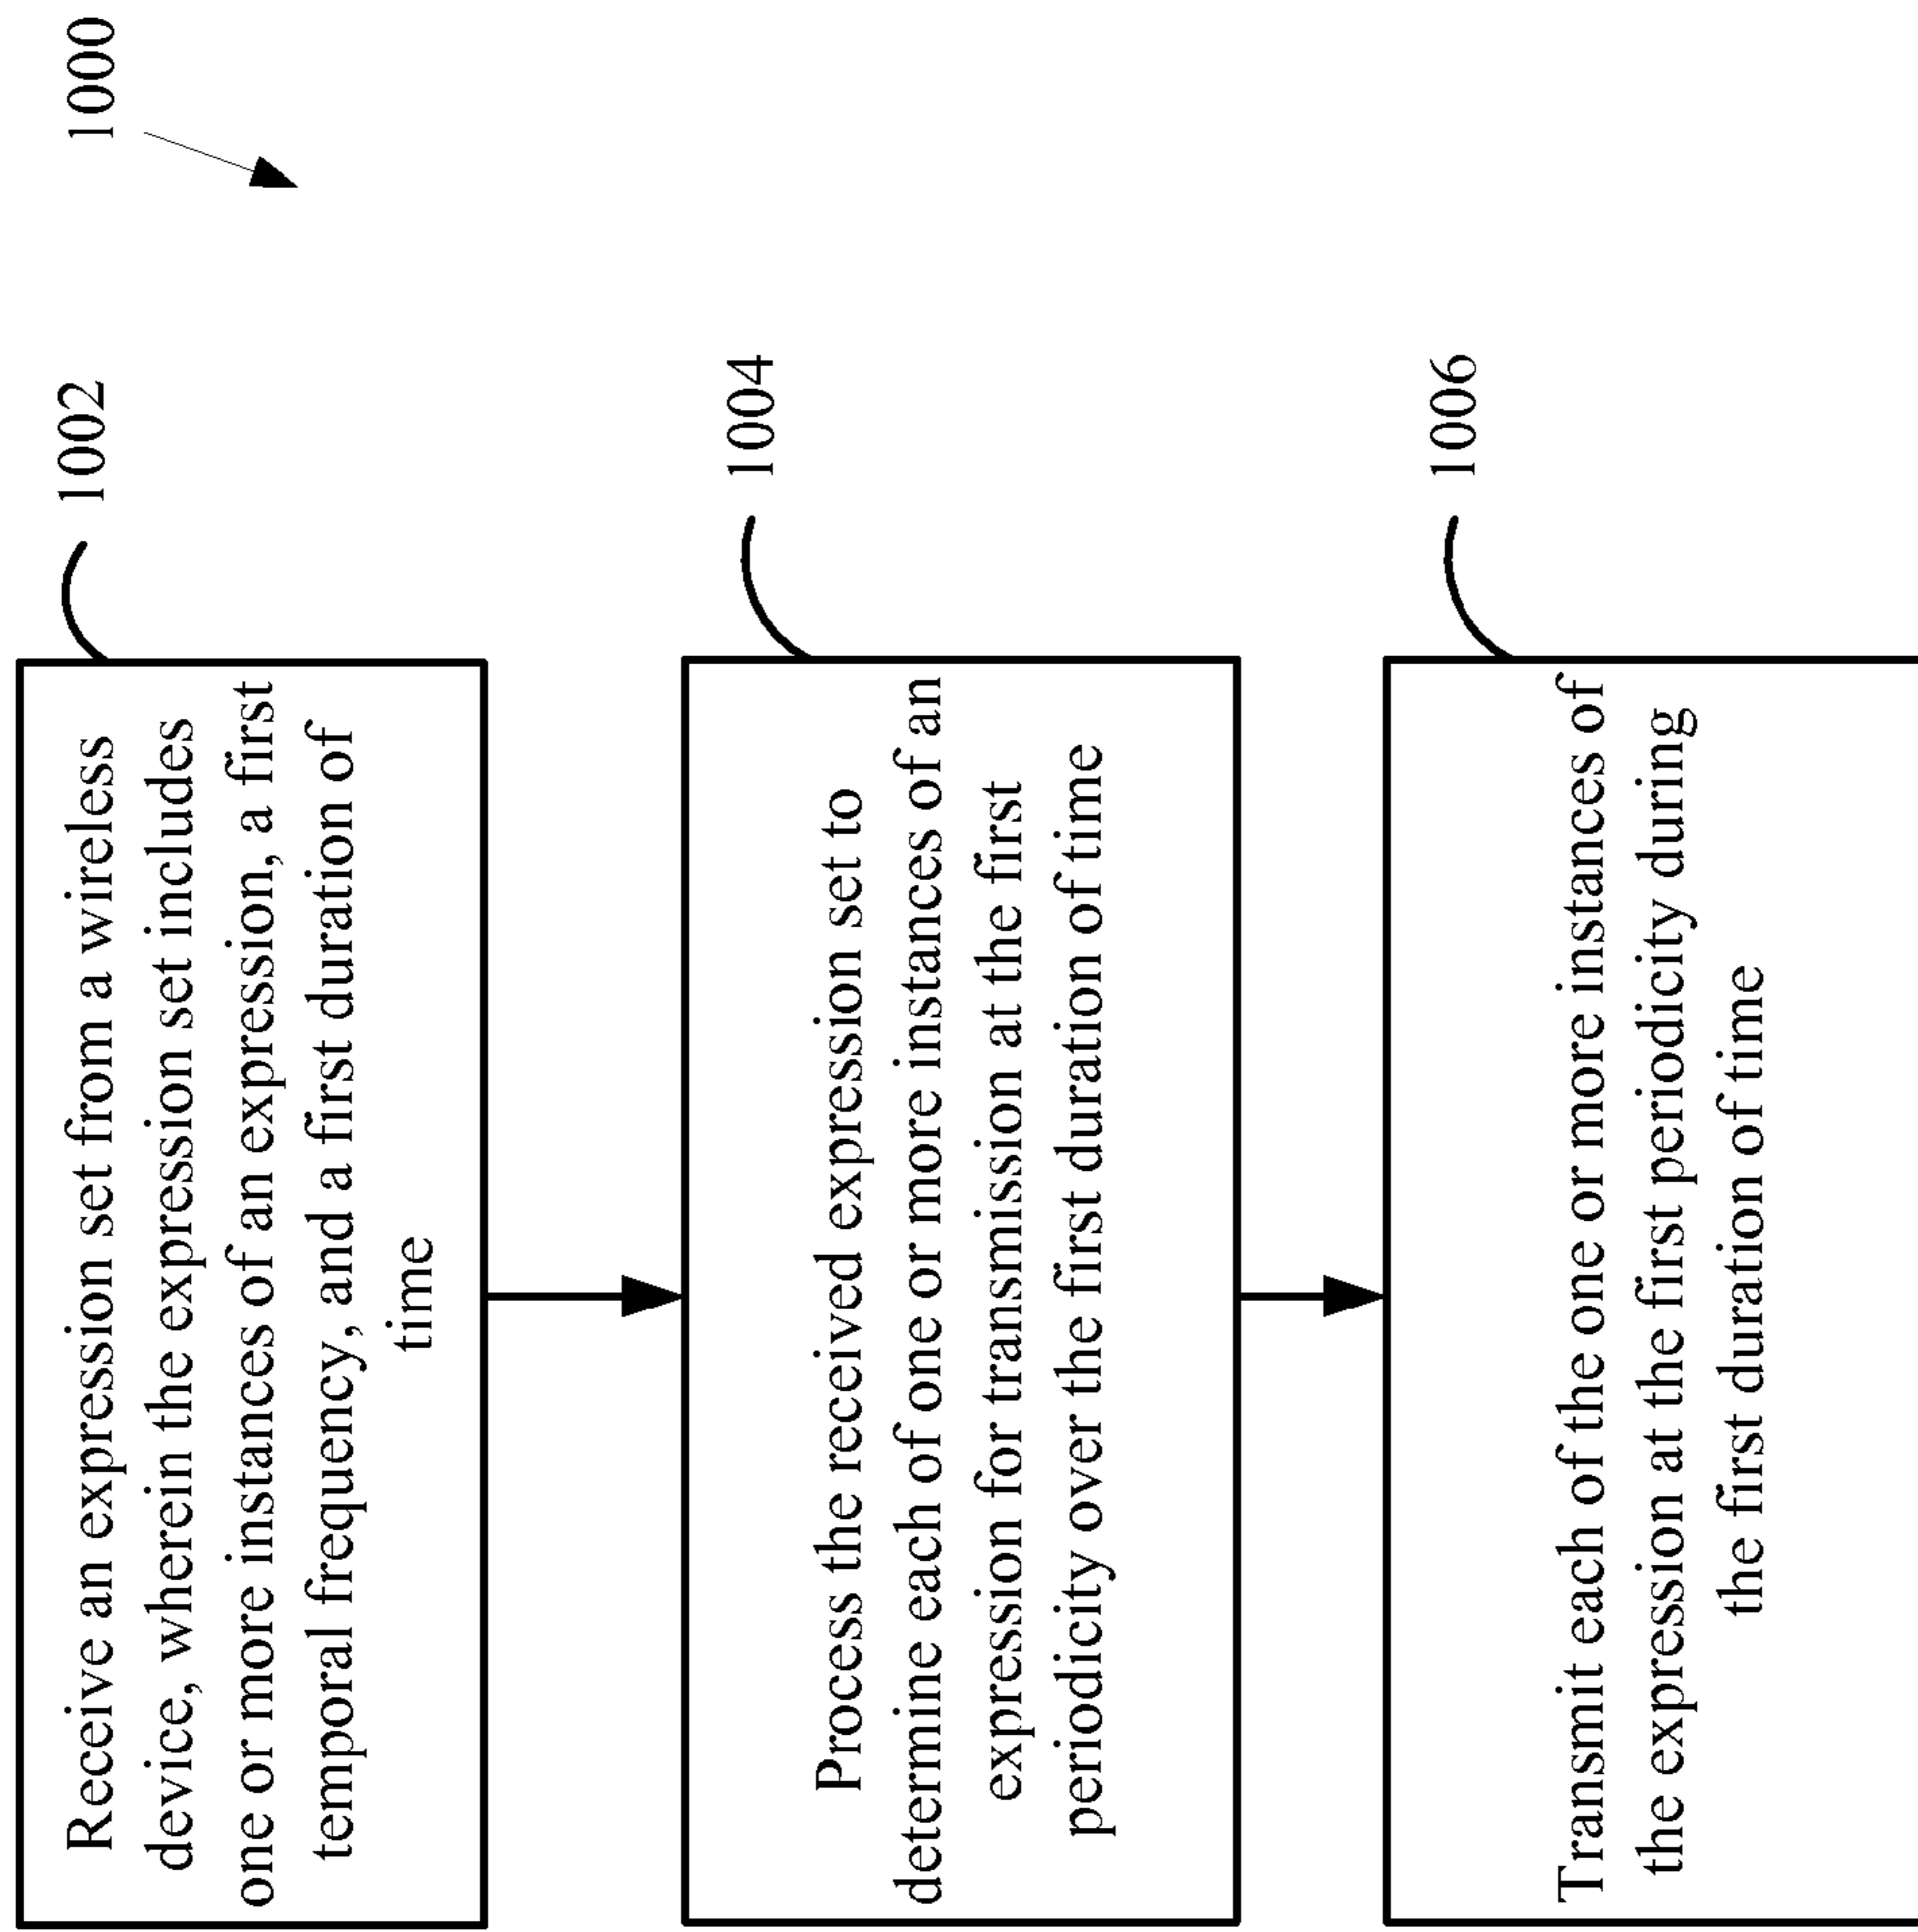 1000
1002
Receive an expression set from a wireless
device, wherein the expression set includes
one or more instances of an expression, a first
temporal frequency, and a first duration of
time
1004
Process the received expression set to
determine each of one or more instances of an
expression for transmission at the first
periodicity over the first duration of time
1006
Transmit each of the one or more instances of
the expression at the first periodicity during
the first duration of time